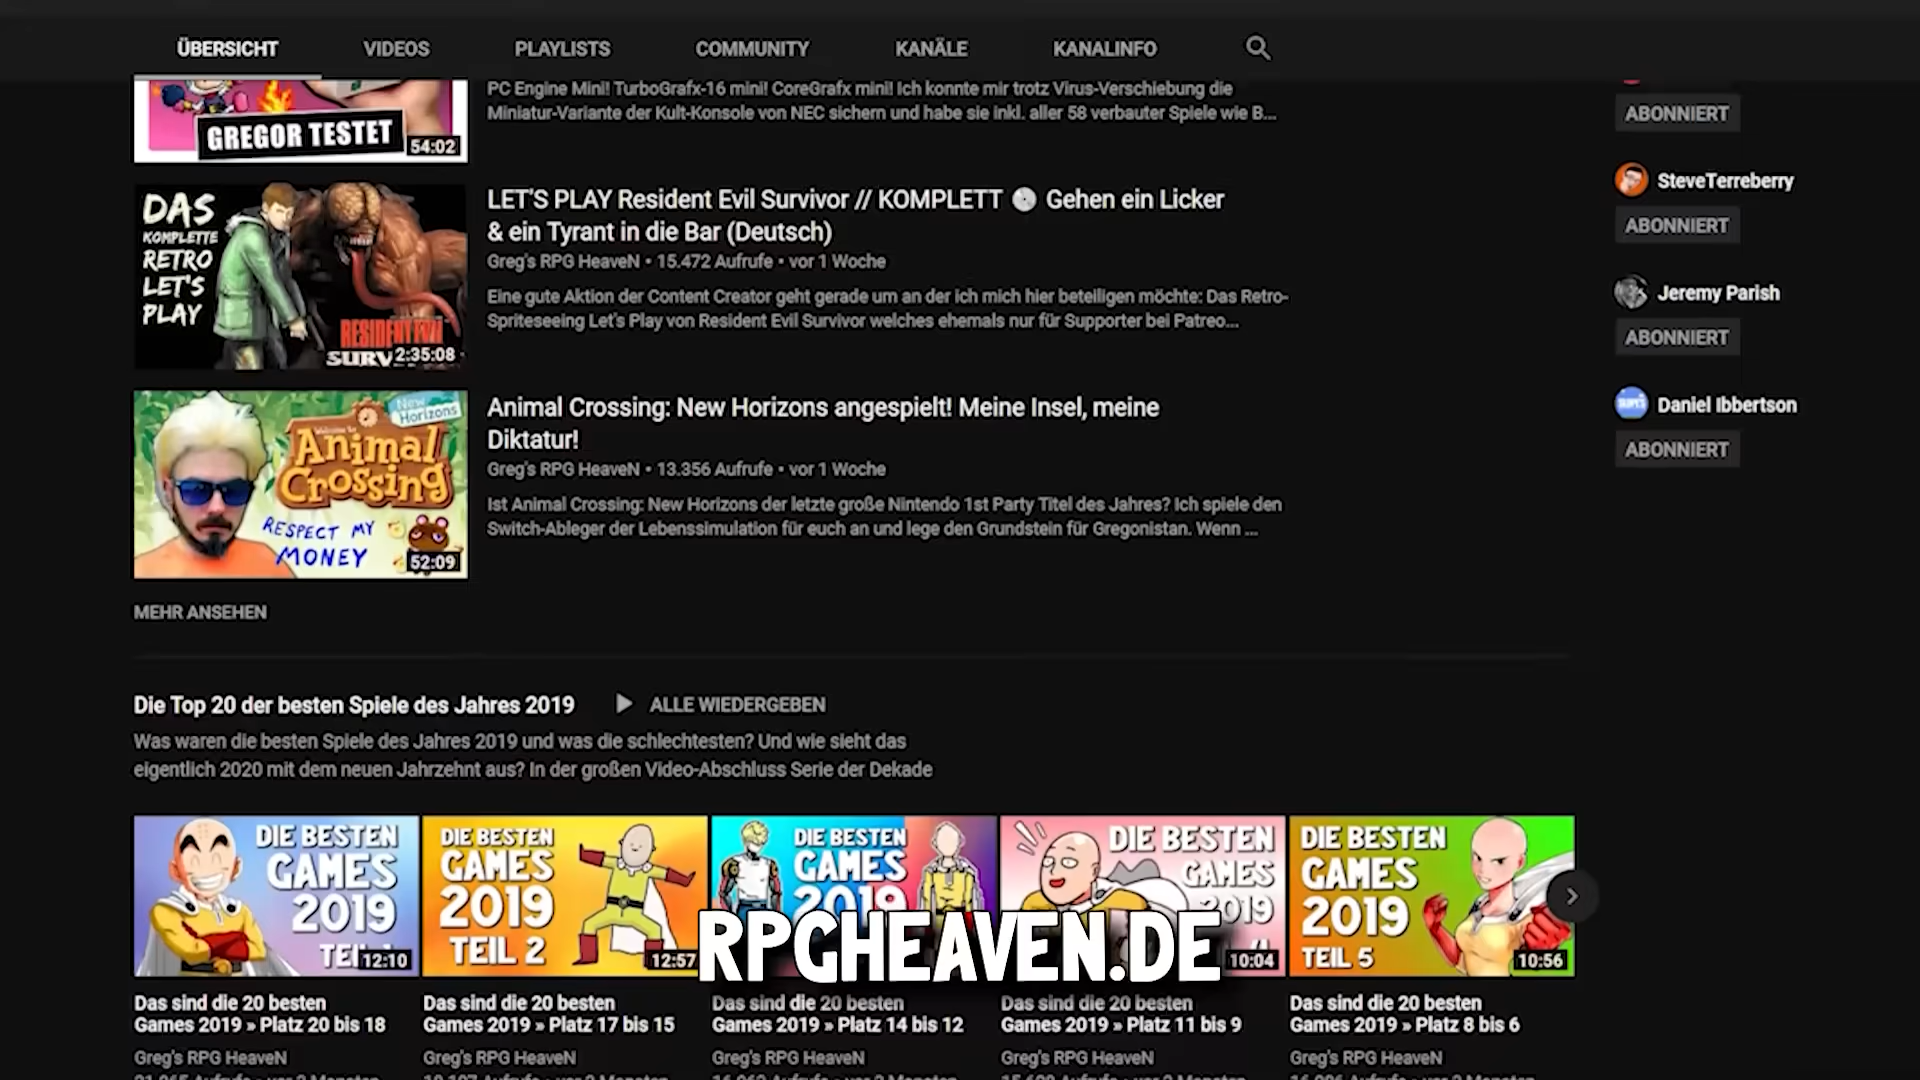 ÜBERSICHT VIDEOS PLAYLISTS COMMUNITY KANÄLE KANALINFO
PC Engine Mini! TurboGrafx-16 mini! CoreGrafx mini! Ich konnte mir trotz Virus-Verschiebung die
Miniatur-Variante der Kult-Konsole von NEC sichern und habe sie inkl. aller 58 verbauter Spiele wie B...
GREGOR TESTET
54:02
ABONNIERT
SteveTerreberry
ABONNIERT
Jeremy Parish
ABONNIERT
Daniel Ibbertson
ABONNIERT
DAS
KOMPLETTE
RETRO
LET'S
PLAY
RESIDENT EVIL
SURV
2:35:08
LET'S PLAY Resident Evil Survivor // KOMPLETT 💿 Gehen ein Licker
& ein Tyrant in die Bar (Deutsch)
Greg's RPG HeaveN • 15.472 Aufrufe • vor 1 Woche
Eine gute Aktion der Content Creator geht gerade um an der ich mich hier beteiligen möchte: Das Retro-
Spriteseeing Let's Play von Resident Evil Survivor welches ehemals nur für Supporter bei Patreo...
New
Horizons
Welcome to
Animal
Crossing
RESPECT MY
MONEY
52:09
Animal Crossing: New Horizons angespielt! Meine Insel, meine
Diktatur!
Greg's RPG HeaveN • 13.356 Aufrufe • vor 1 Woche
Ist Animal Crossing: New Horizons der letzte große Nintendo 1st Party Titel des Jahres? Ich spiele den
Switch-Ableger der Lebenssimulation für euch an und lege den Grundstein für Gregonistan. Wenn ...
MEHR ANSEHEN
Die Top 20 der besten Spiele des Jahres 2019 ALLE WIEDERGEBEN
Was waren die besten Spiele des Jahres 2019 und was die schlechtesten? Und wie sieht das
eigentlich 2020 mit dem neuen Jahrzehnt aus? In der großen Video-Abschluss Serie der Dekade
DIE BESTEN
GAMES
2019
12:10
DIE BESTEN
GAMES
2019
TEIL 2
12:57
DIE BESTEN
GAMES
2019
DIE BESTEN
GAMES
2019
10:04
DIE BESTEN
GAMES
2019
TEIL 5
10:56
RPGHEAVEN.DE
Das sind die 20 besten
Games 2019 » Platz 20 bis 18
Greg's RPG HeaveN
Das sind die 20 besten
Games 2019 » Platz 17 bis 15
Greg's RPG HeaveN
Das sind die 20 besten
Games 2019 » Platz 14 bis 12
Greg's RPG HeaveN
Das sind die 20 besten
Games 2019 » Platz 11 bis 9
Greg's RPG HeaveN
Das sind die 20 besten
Games 2019 » Platz 8 bis 6
Greg's RPG HeaveN